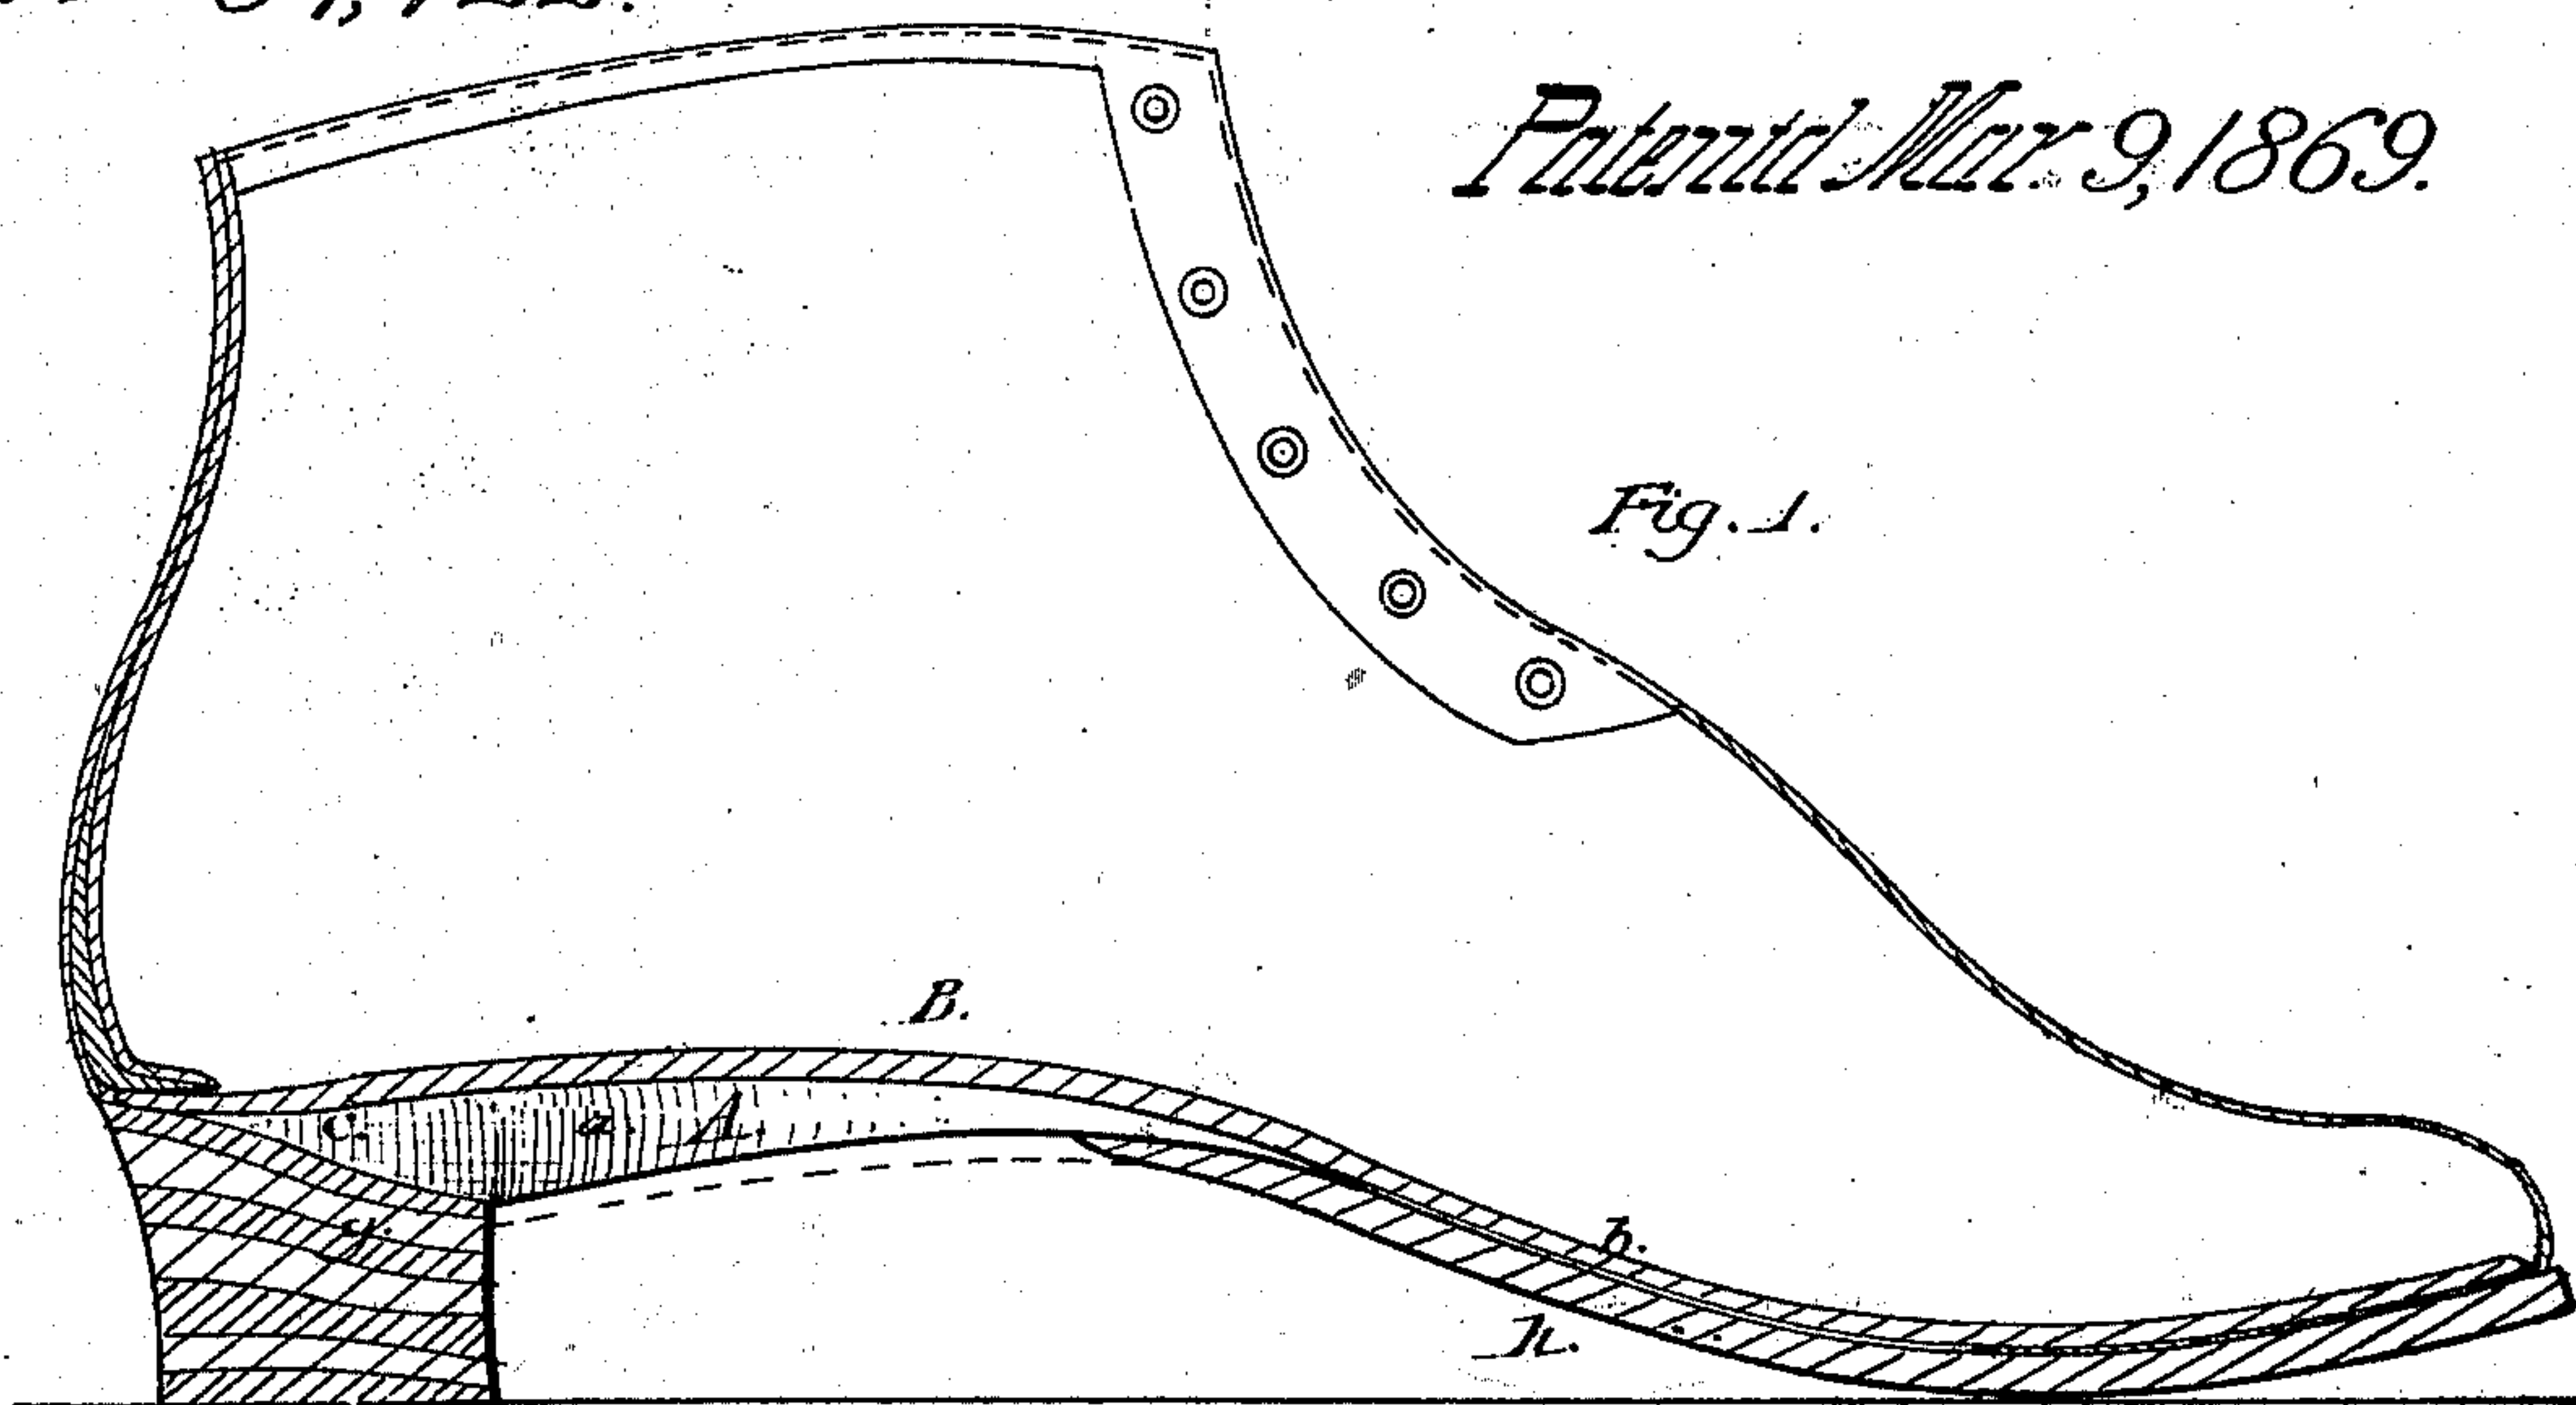 Patented Mar. 9, 1869.
Fig. 1.
B.
C. a. A.
g.
b.
h.